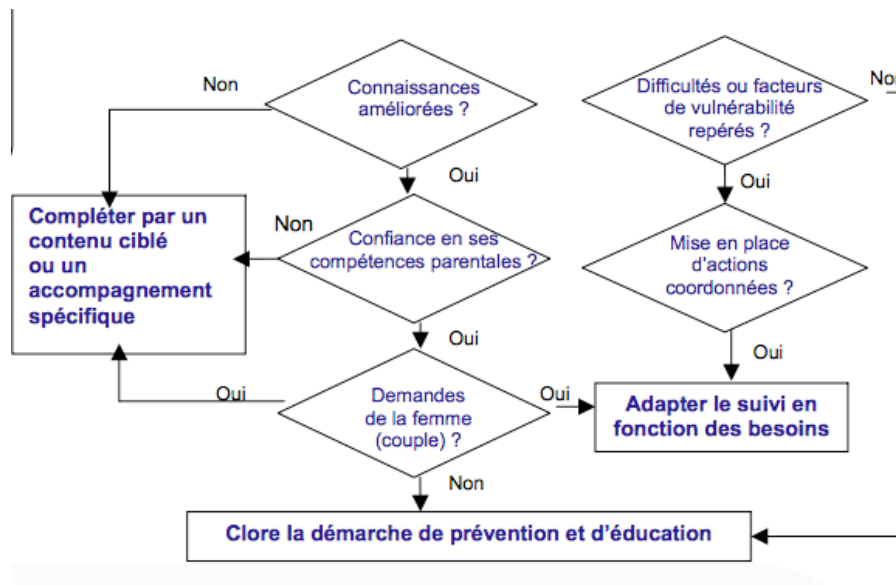 Non
Connaissances
améliorées ?
Difficultés ou facteurs
de vulnérabilité
repérés ?
Oui
Oui
Compléter par un
contenu ciblé
ou un
accompagnement
spécifique
Non
Confiance en ses
compétences parentales ?
Mise en place
d'actions
coordonnées ?
Oui
Oui
Oui
Demandes
de la femme
(couple) ?
Oui
Adapter le suivi en
fonction des besoins
Non
Clore la démarche de prévention et d'éducation